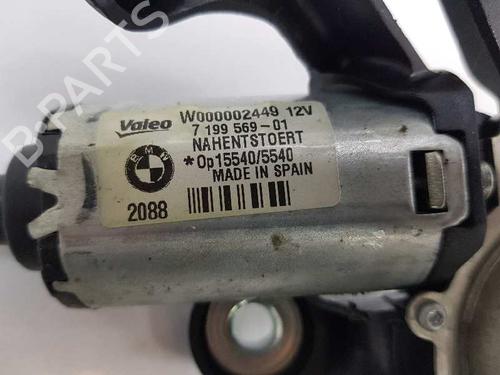 B-PARTS
Valeo
W000002449 12V
7 199 569-01
NAHENTSTOERT
*Op15540/5540
MADE IN SPAIN
BMW
2088